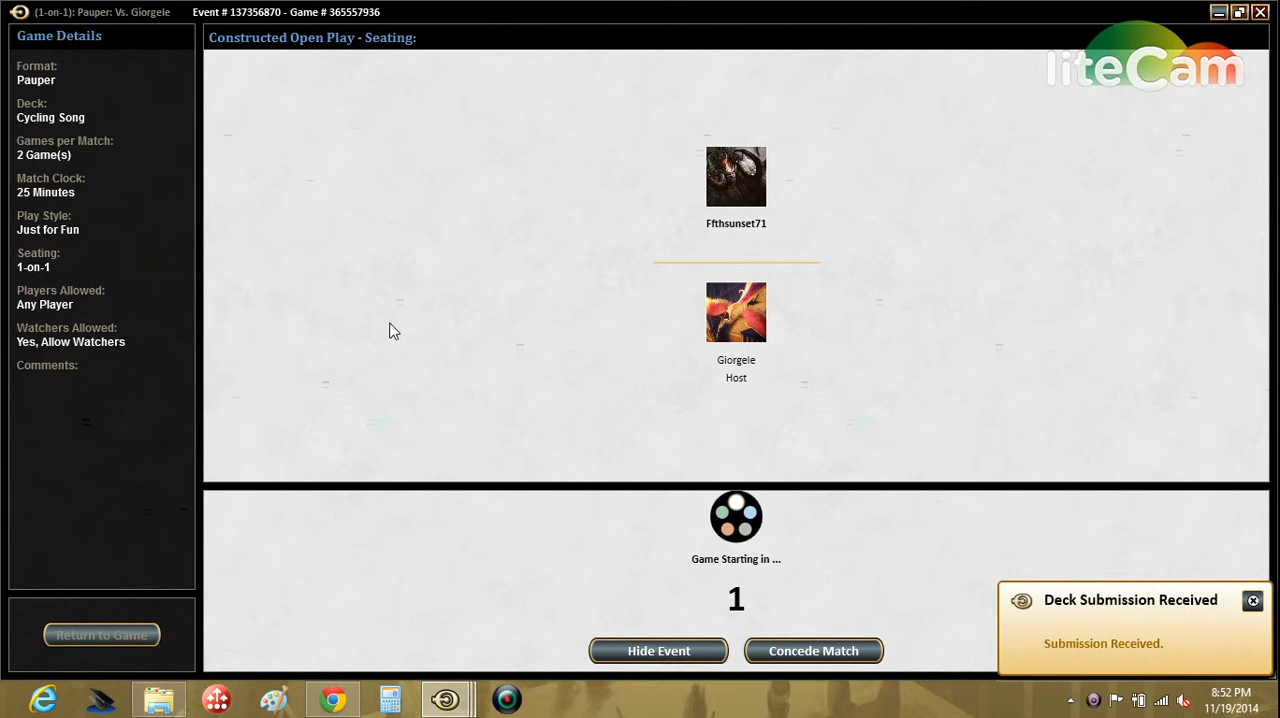 (1-on-1): Pauper: Vs. Giorgele
Event # 137356870 - Game # 365557936
Game Details
Format:
Pauper
Deck:
Cycling Song
Games per Match:
2 Game(s)
Match Clock:
25 Minutes
Play Style:
Just for Fun
Seating:
1-on-1
Players Allowed:
Any Player
Watchers Allowed:
Yes, Allow Watchers
Comments:
Return to Game
Constructed Open Play - Seating:
liteCam
Ffthsunset71
Giorgele
Host
Game Starting in ...
1
Hide Event
Concede Match
Deck Submission Received
Submission Received.
8:52 PM
11/19/2014